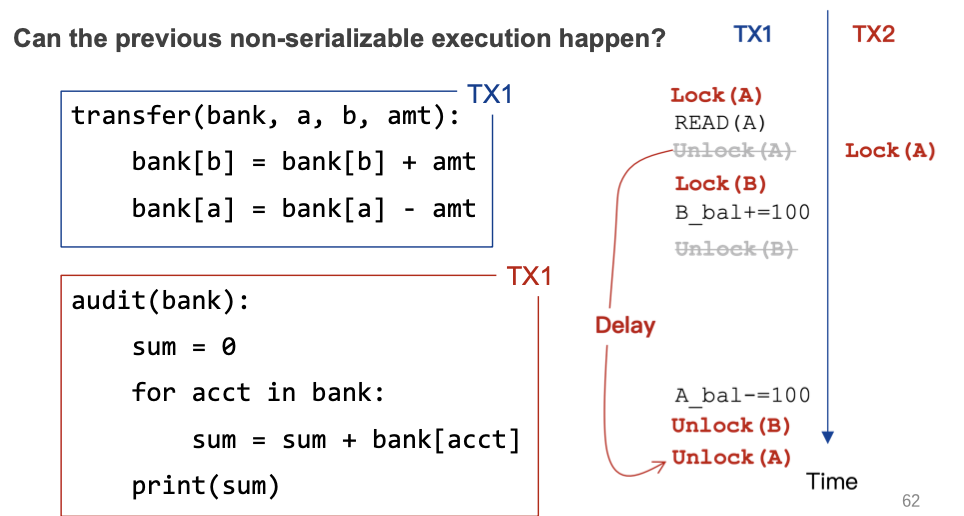 Can the previous non-serializable execution happen?
TX1
transfer(bank, a, b, amt):
bank[b] = bank[b] + amt
bank[a] = bank[a] - amt
TX1
audit(bank):
sum = 0
for acct in bank:
sum = sum + bank[acct]
print(sum)
TX1
TX2
Lock(A)
READ(A)
Unlock(A)
Lock(A)
Lock(B)
B_bal+=100
Unlock(B)
Delay
A_bal-=100
Unlock(B)
Unlock(A)
Time
62